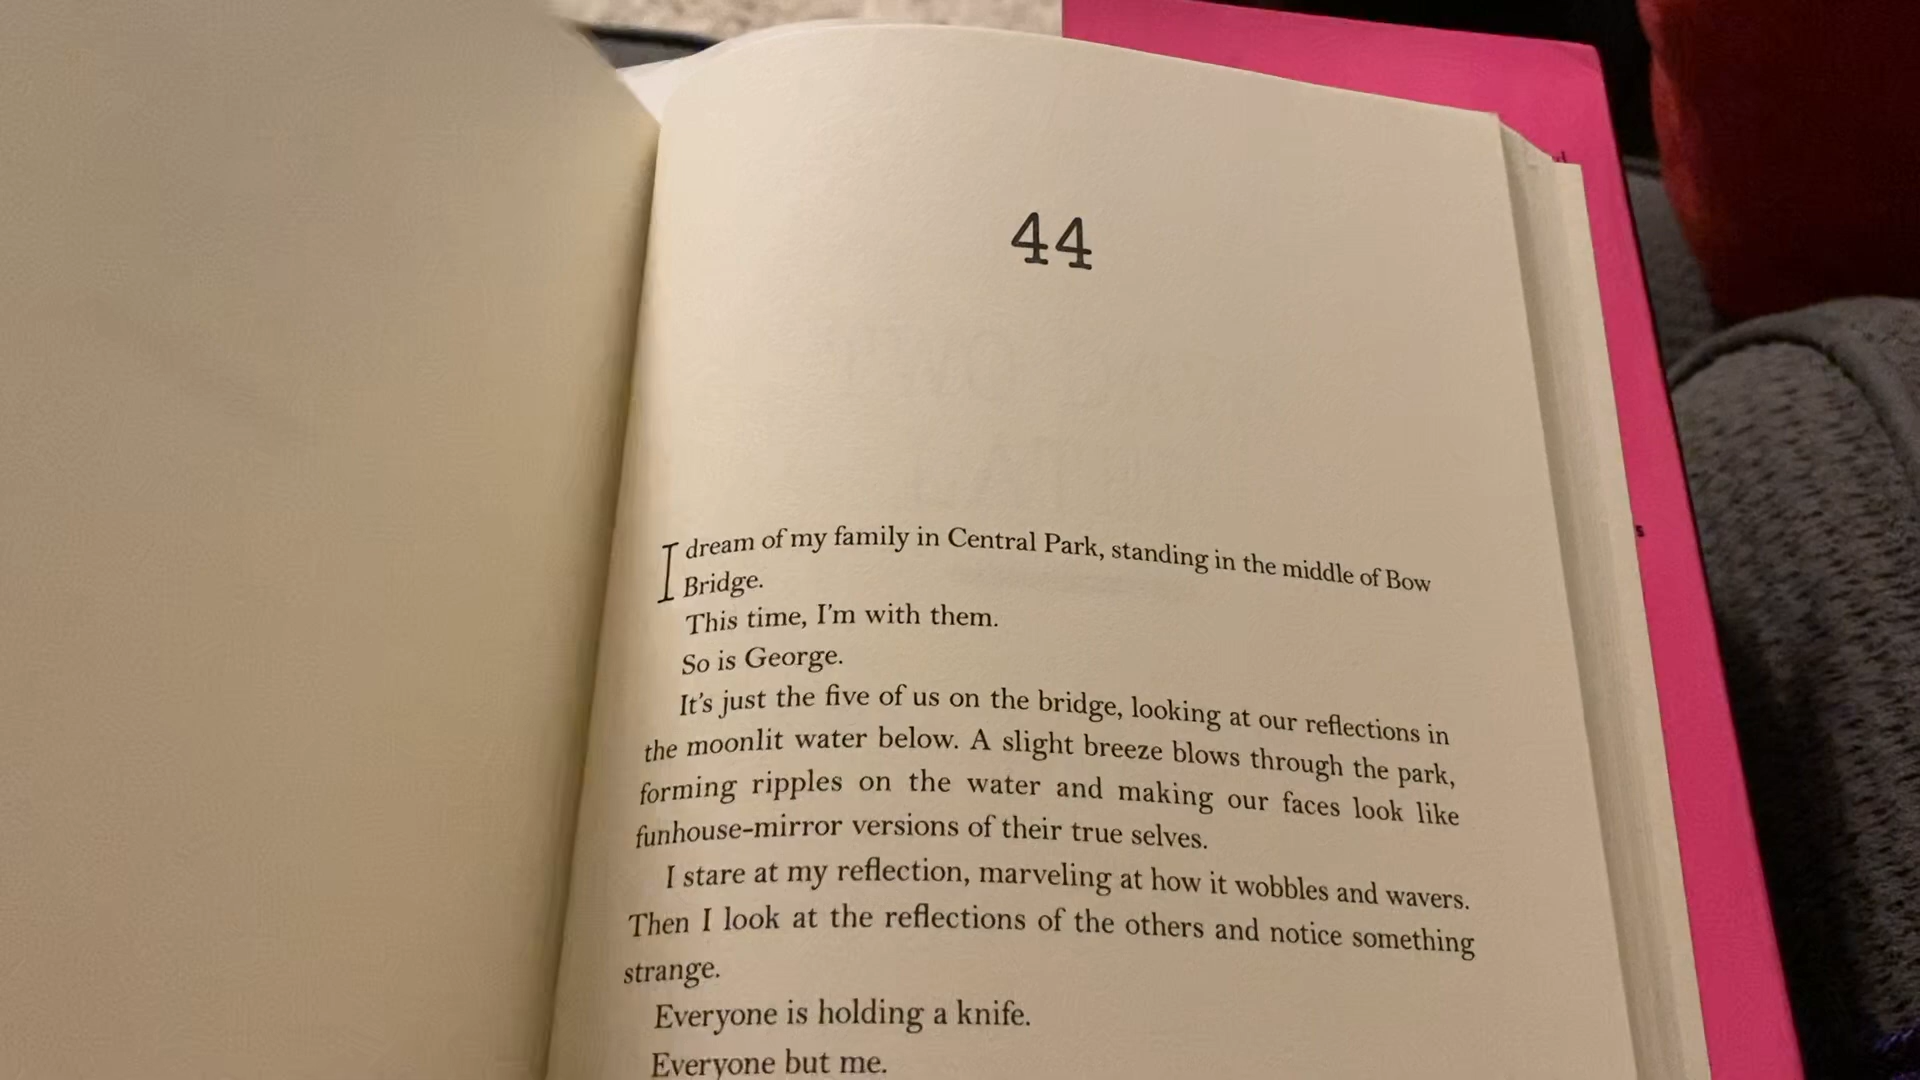 44
I dream of my family in Central Park, standing in the middle of Bow
Bridge.
This time, I'm with them.
So is George.
It's just the five of us on the bridge, looking at our reflections in
the moonlit water below. A slight breeze blows through the park,
forming ripples on the water and making our faces look like
funhouse-mirror versions of their true selves.
I stare at my reflection, marveling at how it wobbles and wavers.
Then I look at the reflections of the others and notice something
strange.
Everyone is holding a knife.
Everyone but me.